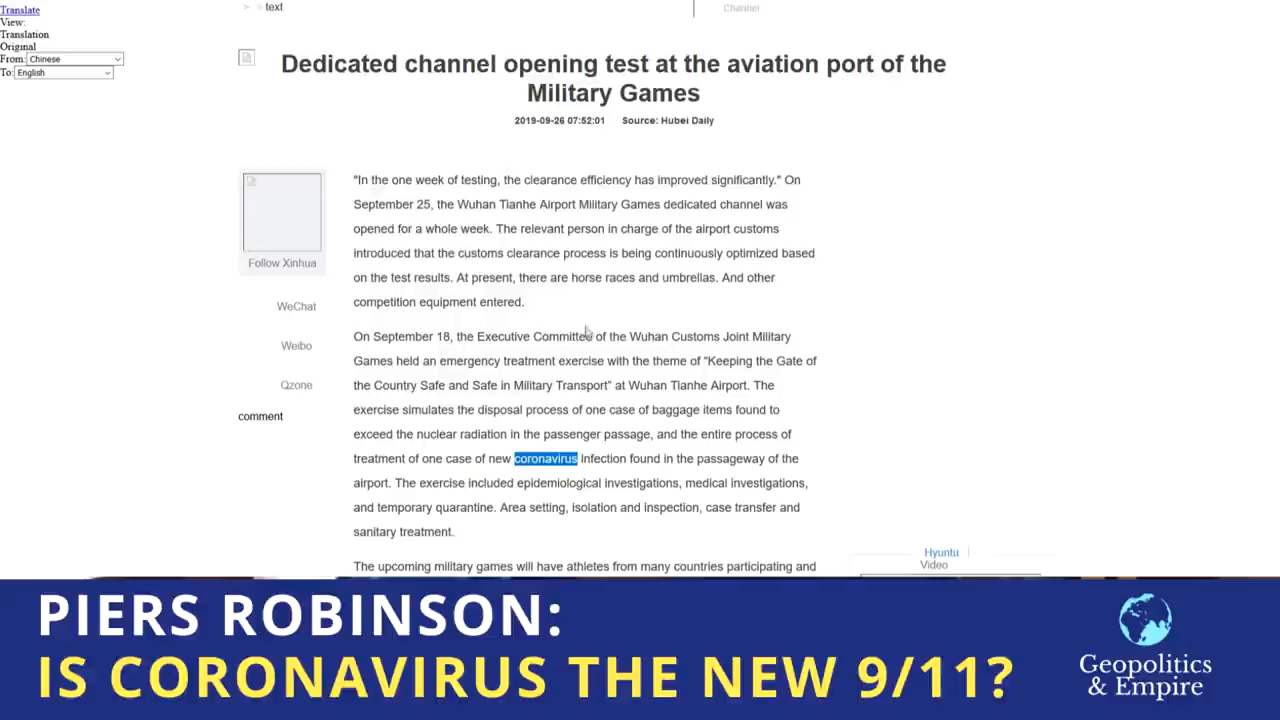 Translate
View:
Translation
Original
From: Chinese
To: English
text
Channel
Dedicated channel opening test at the aviation port of the
Military Games
2019-09-26 07:52:01 Source: Hubei Daily
Follow Xinhua
WeChat
Weibo
Qzone
comment
"In the one week of testing, the clearance efficiency has improved significantly." On
September 25, the Wuhan Tianhe Airport Military Games dedicated channel was
opened for a whole week. The relevant person in charge of the airport customs
introduced that the customs clearance process is being continuously optimized based
on the test results. At present, there are horse races and umbrellas. And other
competition equipment entered.
On September 18, the Executive Committee of the Wuhan Customs Joint Military
Games held an emergency treatment exercise with the theme of "Keeping the Gate of
the Country Safe and Safe in Military Transport" at Wuhan Tianhe Airport. The
exercise simulates the disposal process of one case of baggage items found to
exceed the nuclear radiation in the passenger passage, and the entire process of
treatment of one case of new coronavirus infection found in the passageway of the
airport. The exercise included epidemiological investigations, medical investigations,
and temporary quarantine. Area setting, isolation and inspection, case transfer and
sanitary treatment.
The upcoming military games will have athletes from many countries participating and
Hyuntu
Video
PIERS ROBINSON:
IS CORONAVIRUS THE NEW 9/11?
Geopolitics
& Empire